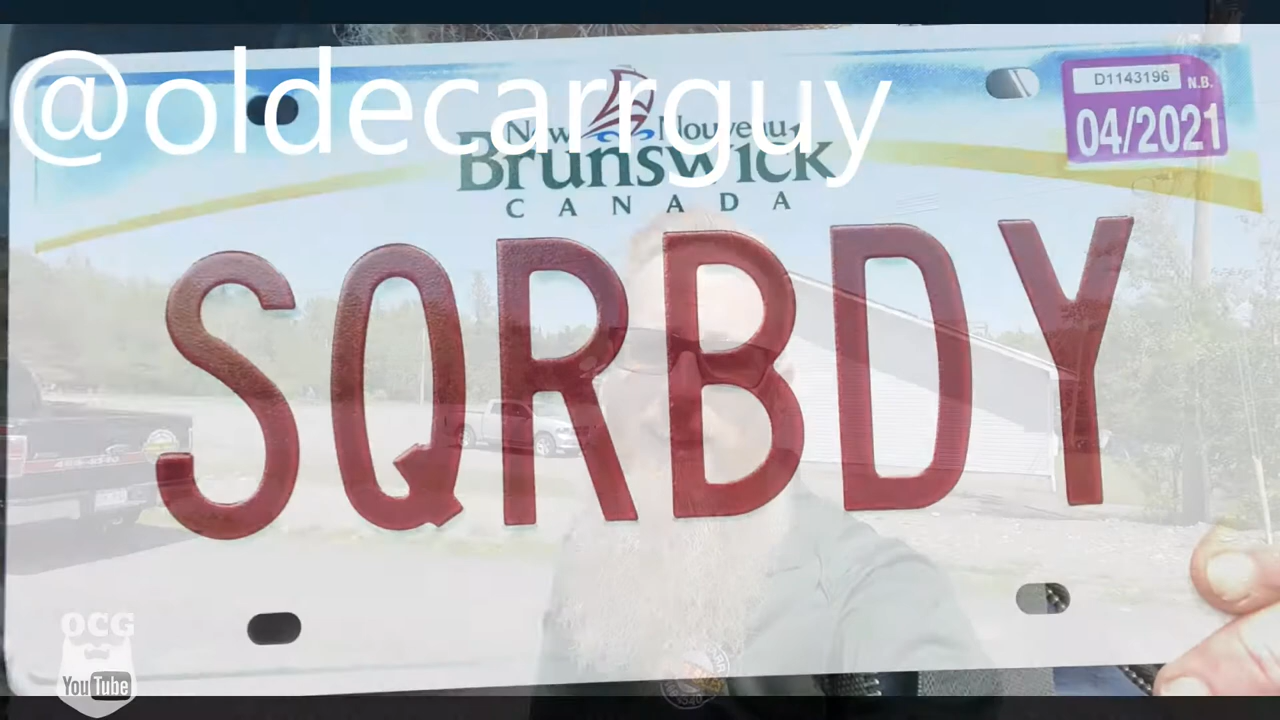 @oldecarrguy
D1143196 N.B.
04/2021
New Nouveau
Brunswick
CANADA
SQRBDY
OCG
YouTube